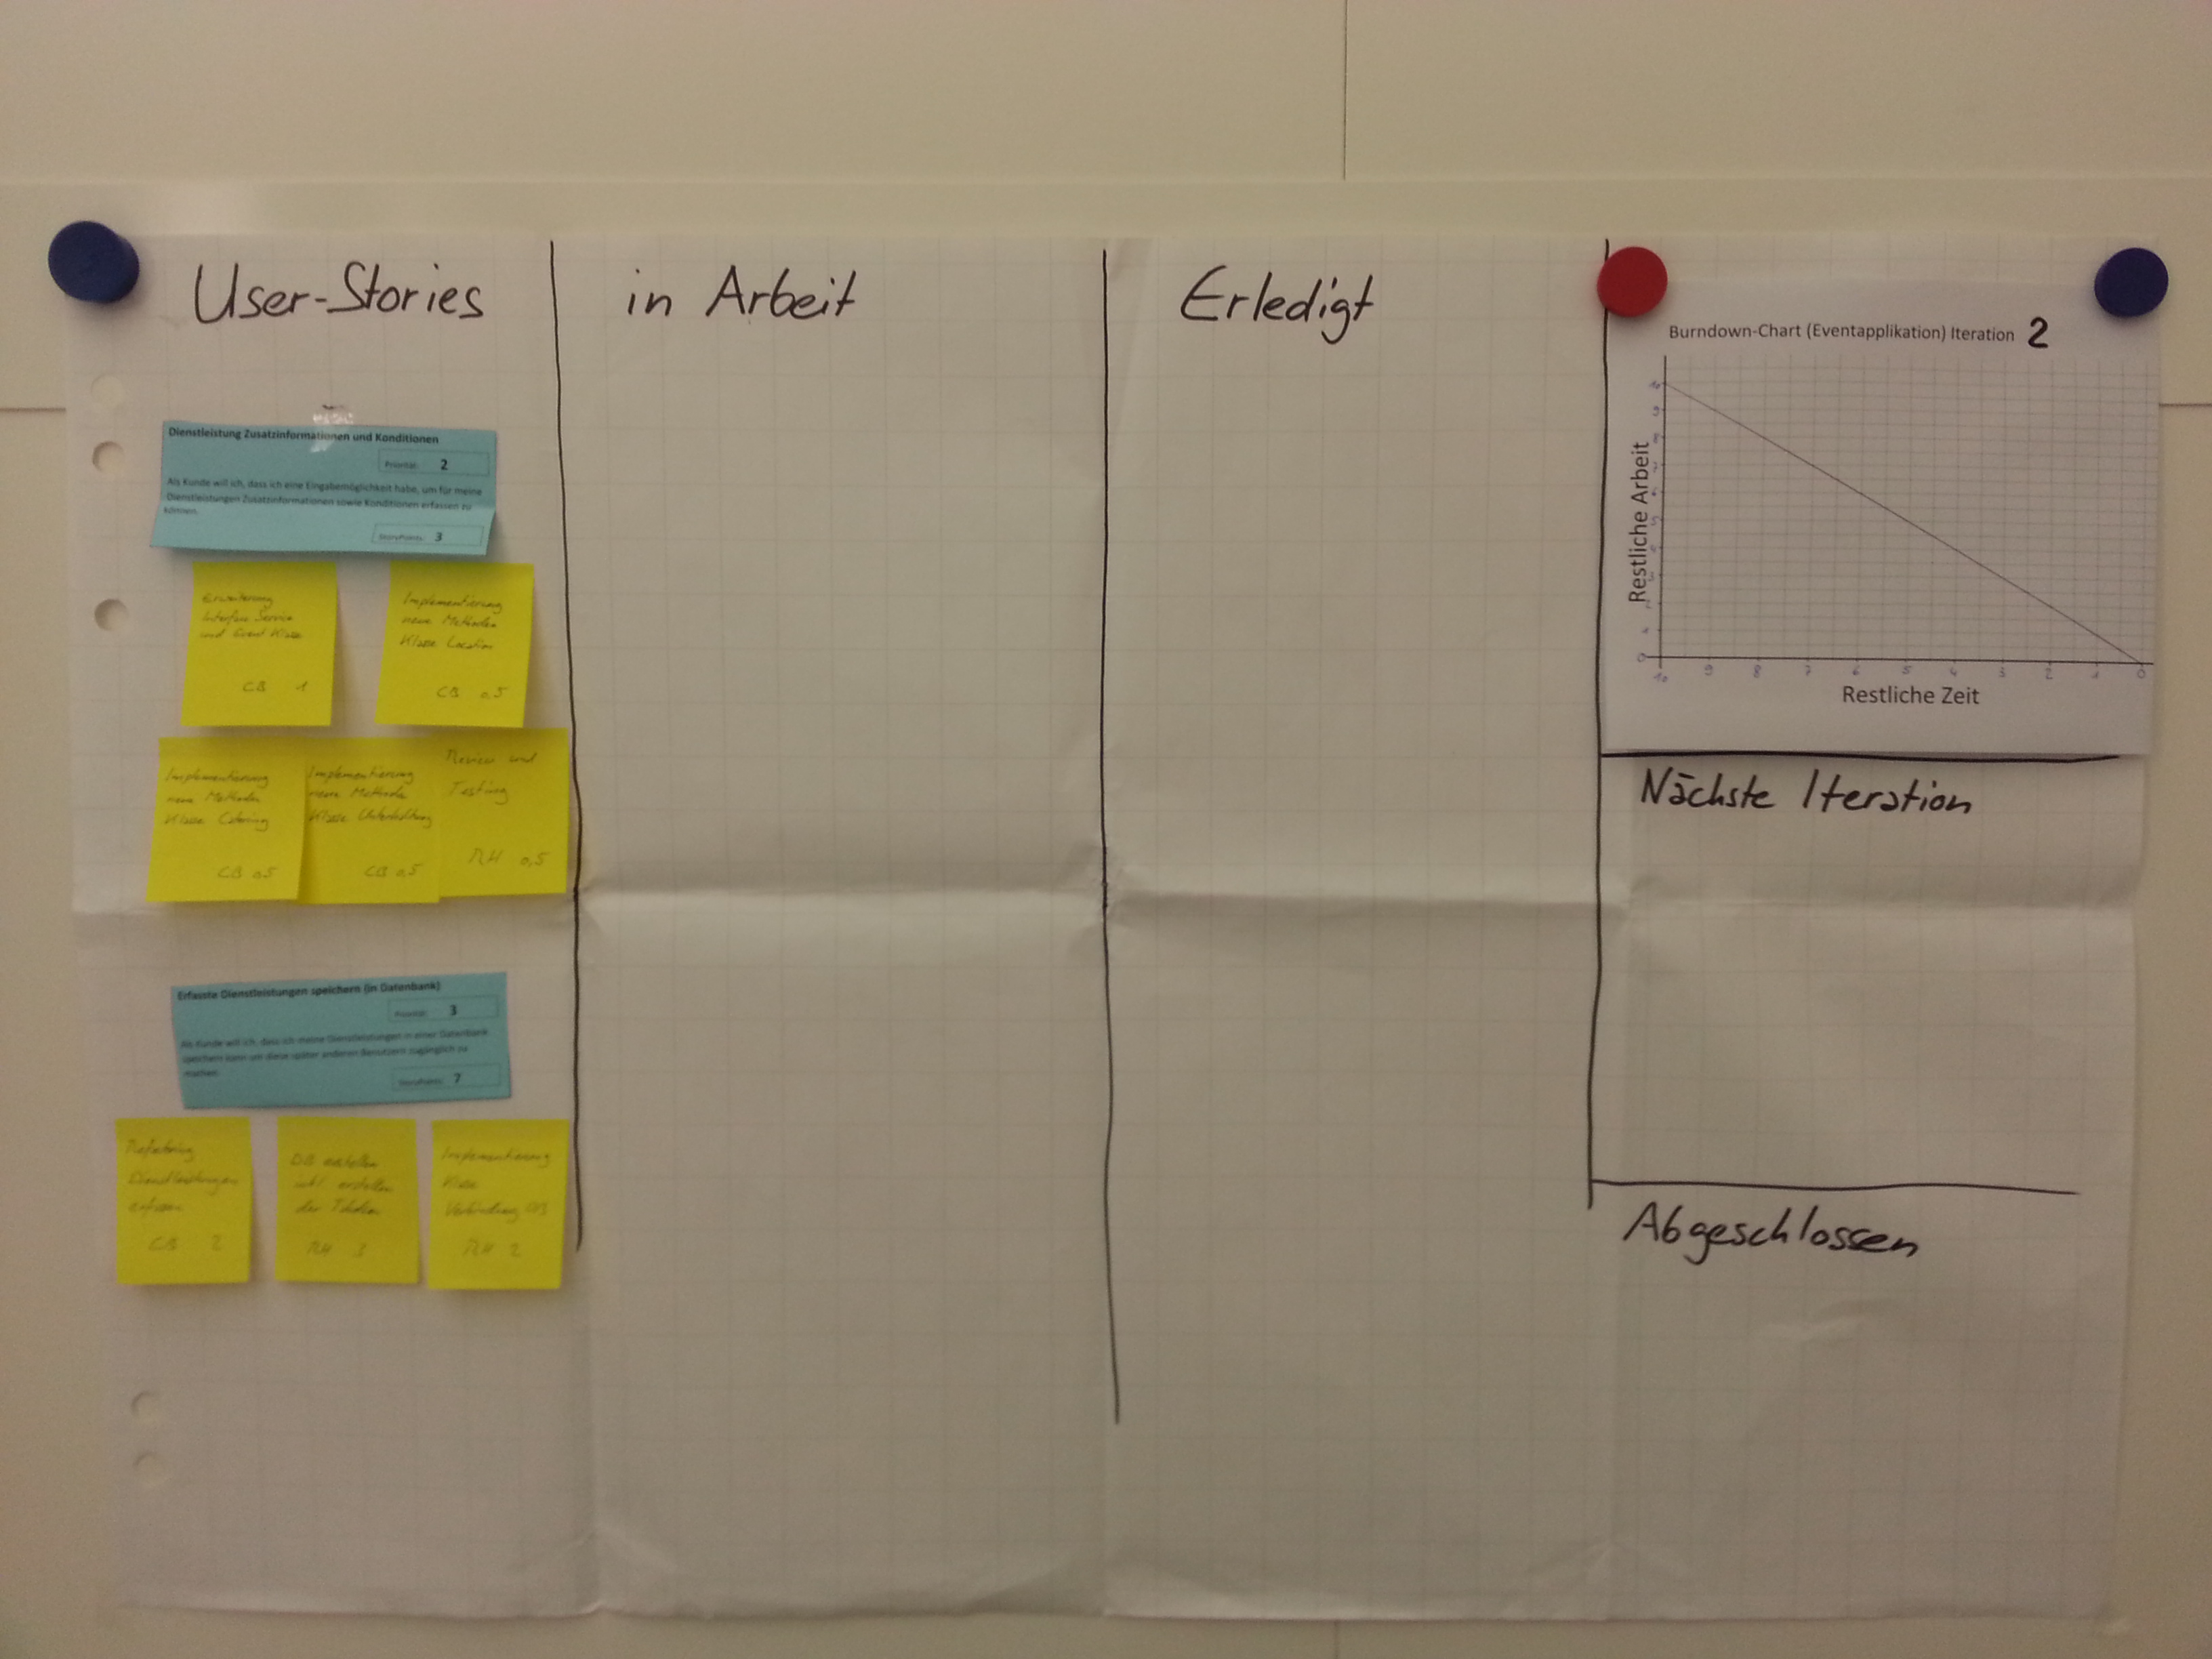 User-Stories
Dienstleistung Zusatzinformationen und Konditionen
Priorität: 2
Als Kunde will ich, dass ich eine Eingabemöglichkeit habe, um für meine
Dienstleistungen Zusatzinformationen sowie Konditionen erfassen zu
können.
StoryPoints: 3
Erweiterung
Interface Service
und Event Klasse
CB 1
Implementierung
neue Methoden
Klasse Location
CB 0.5
Implementierung
neue Methoden
Klasse Catering
CB 0.5
Implementierung
neue Methoden
Klasse Unterhaltung
CB 0,5
Review und
Testing
RH 0,5
Erfasste Dienstleistungen speichern (in Datenbank)
Priorität: 3
Als Kunde will ich, dass ich meine Dienstleistungen in einer Datenbank
speichern kann um diese später anderen Benutzern zugänglich zu
machen.
StoryPoints: 7
Dienstleistungen
erfassen
CB 2
DB erstellen
inkl. erstellen
der Tabellen
RH 3
Implementierung
Klasse
Verbindung DB
RH 2
in Arbeit
Erledigt
Burndown-Chart (Eventapplikation) Iteration 2
Restliche Arbeit
10
9
8
7
6
5
4
3
2
1
0
10 9 8 7 6 5 4 3 2 1 0
Restliche Zeit
Nächste Iteration
Abgeschlossen